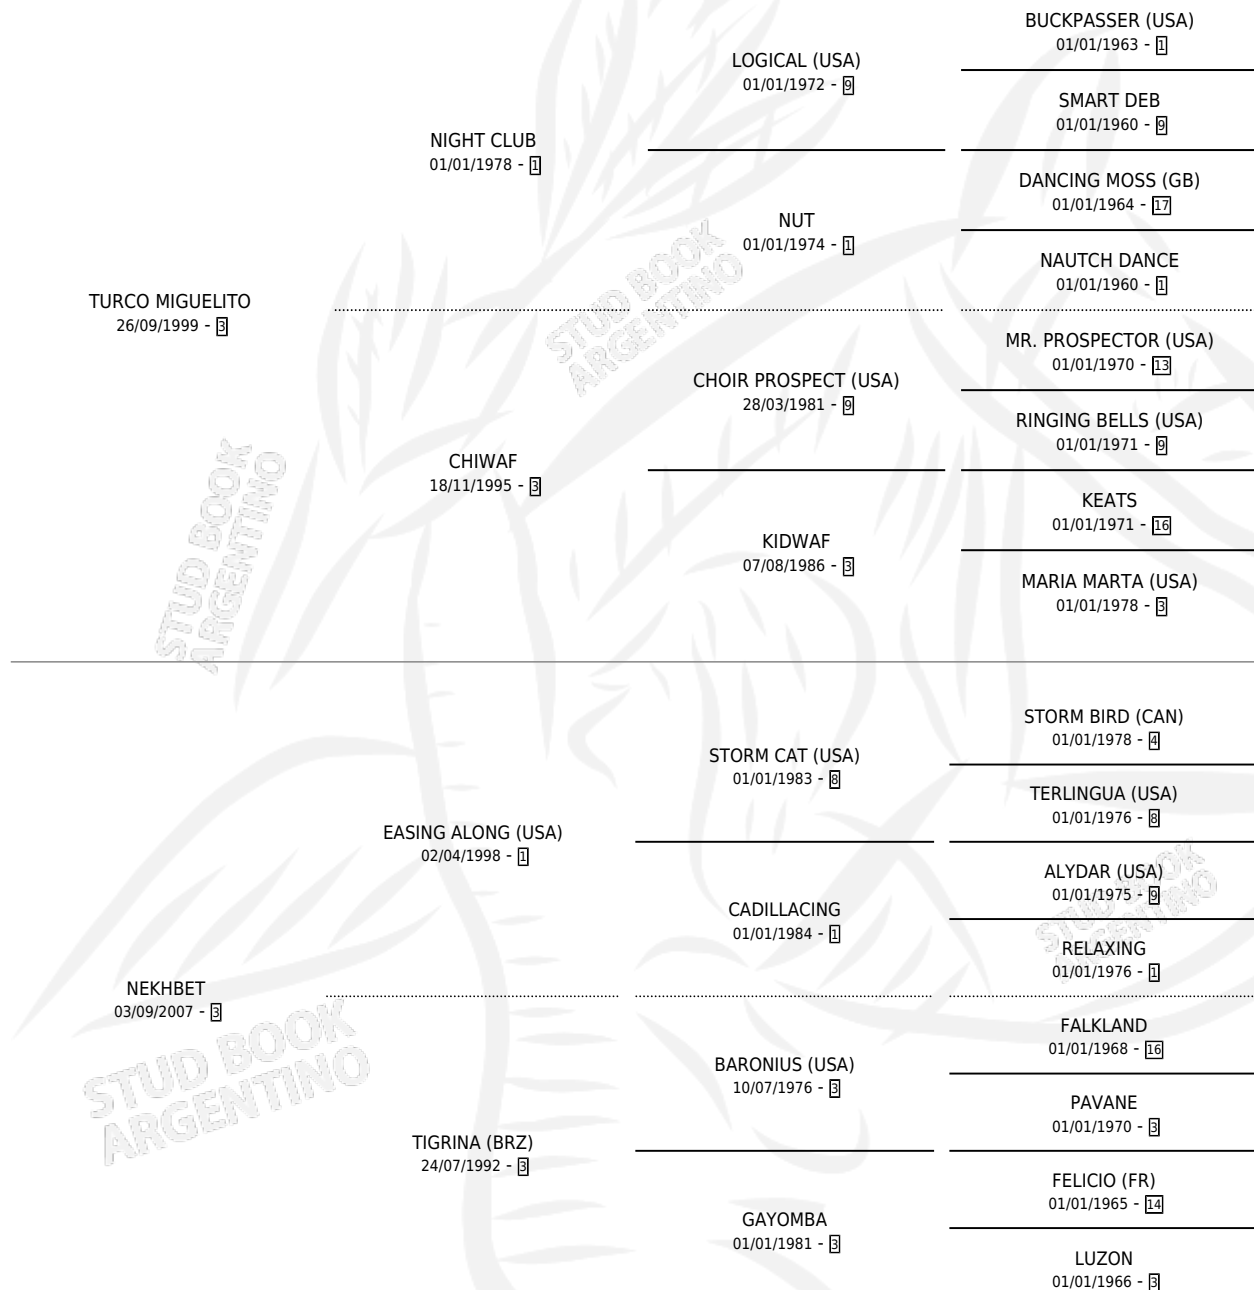 BUCKPASSER (USA)
01/01/1963 - 1
LOGICAL (USA)
01/01/1972 - 9
SMART DEB
01/01/1960 - 9
NIGHT CLUB
01/01/1978 - 1
DANCING MOSS (GB)
01/01/1964 - 17
NUT
01/01/1974 - 1
NAUTCH DANCE
01/01/1960 - 1
TURCO MIGUELITO
26/09/1999 - 3
MR. PROSPECTOR (USA)
01/01/1970 - 13
CHOIR PROSPECT (USA)
28/03/1981 - 9
RINGING BELLS (USA)
01/01/1971 - 9
CHIWAF
18/11/1995 - 3
KEATS
01/01/1971 - 16
KIDWAF
07/08/1986 - 3
MARIA MARTA (USA)
01/01/1978 - 3
STORM BIRD (CAN)
01/01/1978 - 4
STORM CAT (USA)
01/01/1983 - 8
TERLINGUA (USA)
01/01/1976 - 8
EASING ALONG (USA)
02/04/1998 - 1
ALYDAR (USA)
01/01/1975 - 9
CADILLACING
01/01/1984 - 1
RELAXING
01/01/1976 - 1
NEKHBET
03/09/2007 - 3
FALKLAND
01/01/1968 - 16
BARONIUS (USA)
10/07/1976 - 3
PAVANE
01/01/1970 - 3
TIGRINA (BRZ)
24/07/1992 - 3
FELICIO (FR)
01/01/1965 - 14
GAYOMBA
01/01/1981 - 3
LUZON
01/01/1966 - 3
STUD BOOK
ARGENTINO
STUD BOOK
ARGENTINO
STUD BOOK
ARGENTINO
STUD BOOK
ARGENTINO